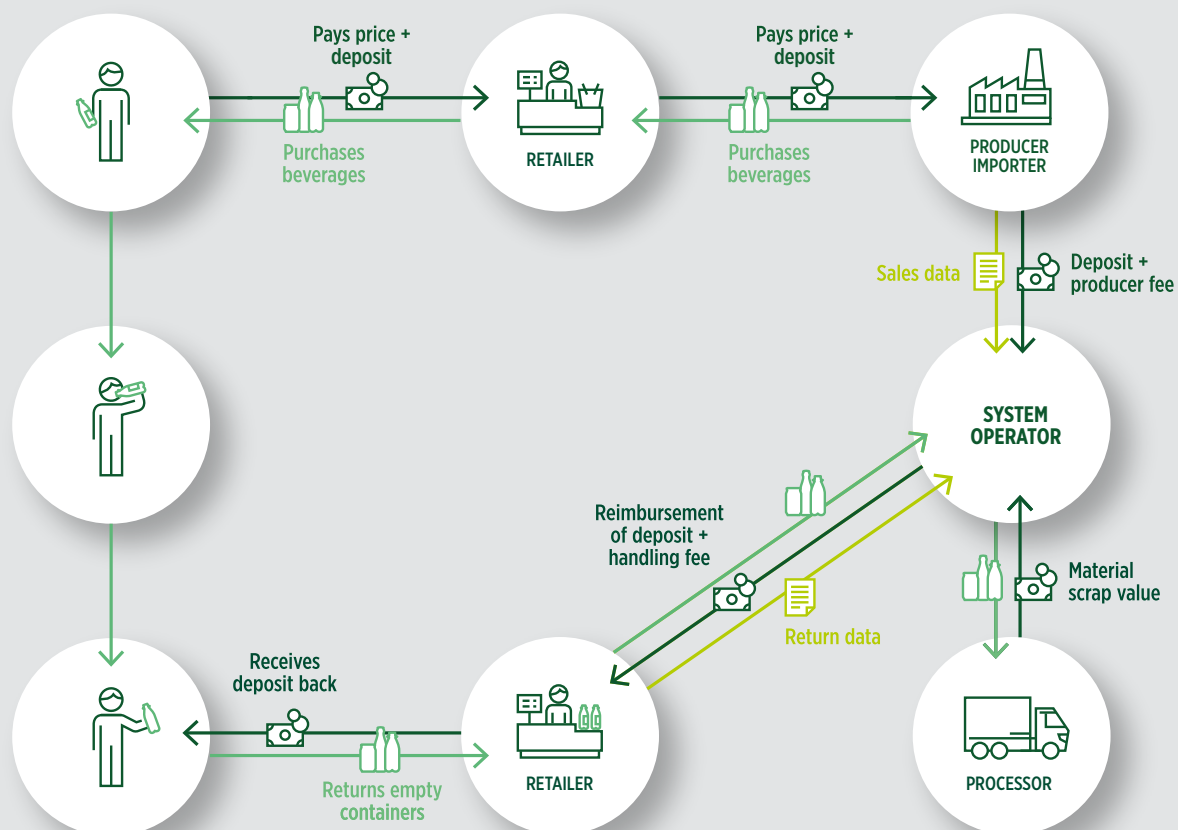 Pays price +
deposit
Pays price +
deposit
Purchases
beverages
RETAILER
Purchases
beverages
PRODUCER
IMPORTER
Sales data
Deposit +
producer fee
SYSTEM
OPERATOR
Reimbursement
of deposit +
handling fee
Material
scrap value
Return data
Receives
deposit back
Returns empty
containers
RETAILER
PROCESSOR